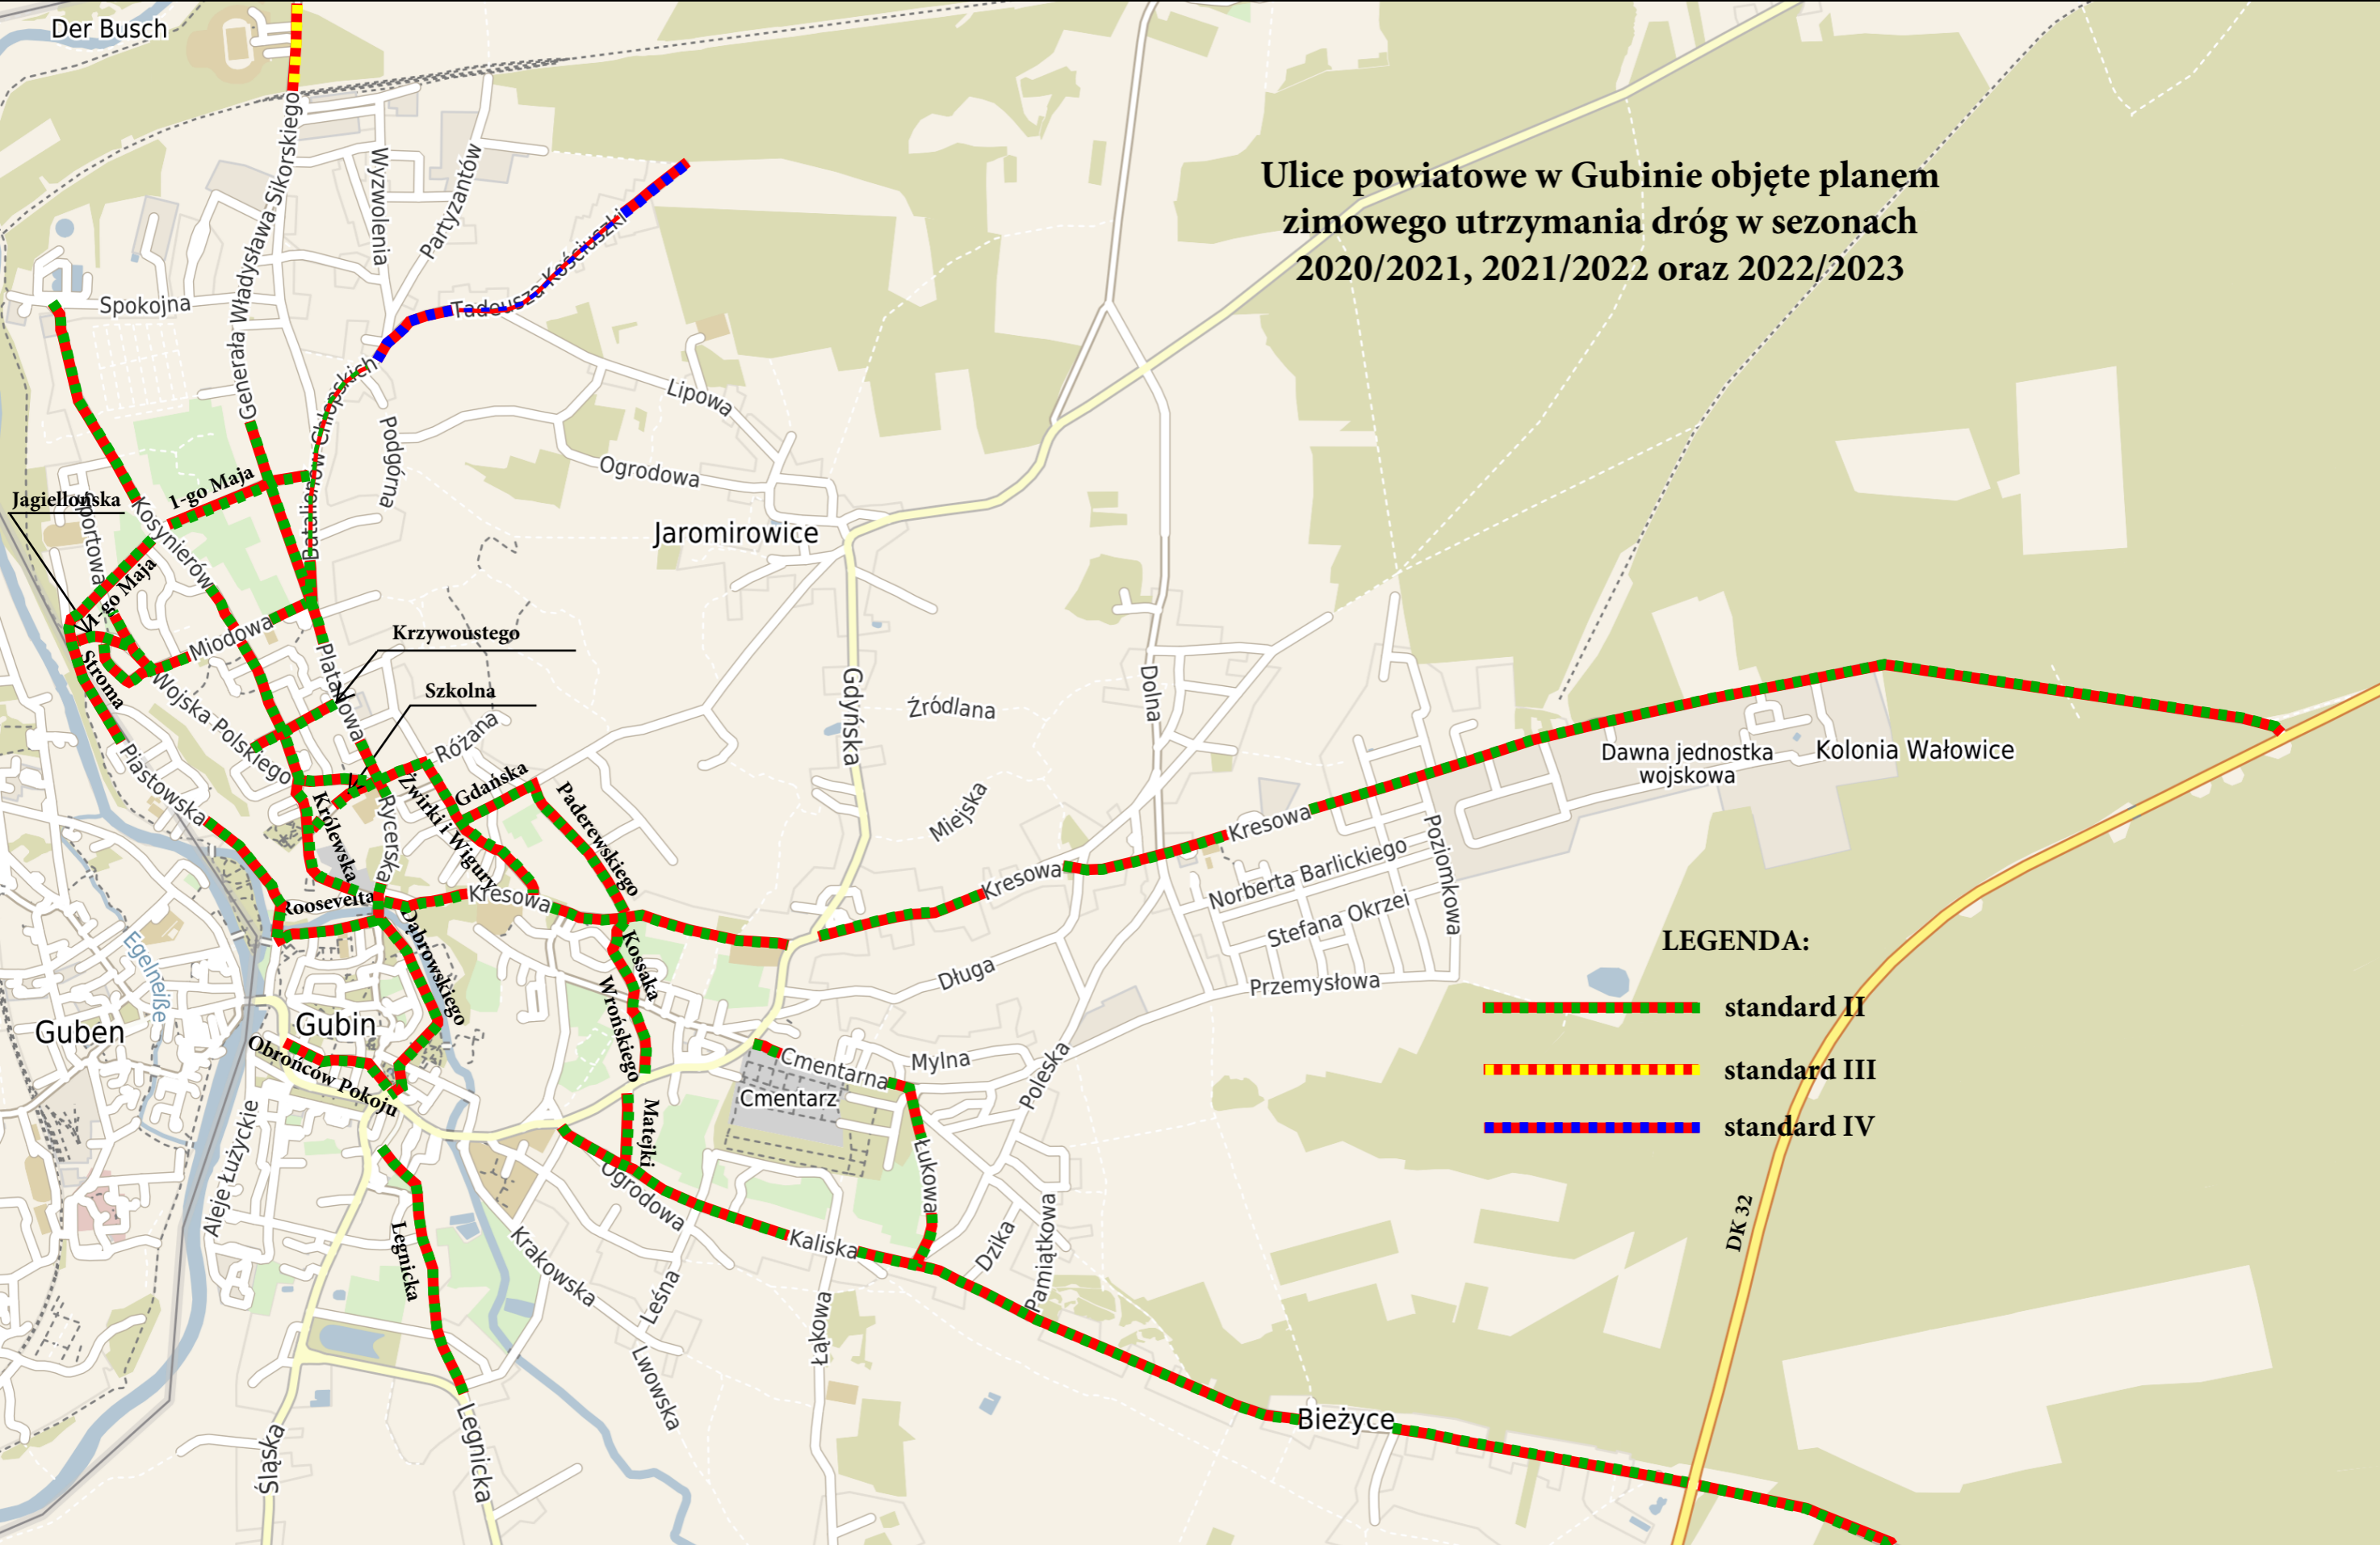 Der Busch
Ulice powiatowe w Gubinie objęte planem
zimowego utrzymania dróg w sezonach
2020/2021, 2021/2022 oraz 2022/2023
Generała Władysława Sikorskiego
Wyzwolenia
Partyzantów
Spokojna
Tadeusza Kościuszki
Batalionów Chłopskich
Podgórna
Lipowa
Ogrodowa
Jaromirowice
1-go Maja
Jagiellońska
Sportowa
Kosynierów
1-go Maja
Miodowa
Stroma
Krzywoustego
Platanowa
Szkolna
Wojska Polskiego
Piastowska
Różana
Gdańska
Żwirki i Wigury
Paderewskiego
Królewska
Rycerska
Roosevelta
Kresowa
Gdyńska
Źródlana
Miejska
Dolna
Kresowa
Kresowa
Norberta Barlickiego
Stefana Okrzei
Poziomkowa
Przemysłowa
Długa
Dawna jednostka
wojskowa
Kolonia Wałowice
Egelneiße
Guben
Gubin
Dąbrowskiego
Kossaka
Wrońskiego
Obrońców Pokoju
Matejki
Cmentarna
Cmentarz
Mylna
Poleska
Łukowa
Ogrodowa
Kaliska
Dzika
Pamiątkowa
Aleje Łużyckie
Legnicka
Krakowska
Leśna
Łąkowa
Lwowska
Śląska
Legnicka
Bieżyce
DK 32
LEGENDA:
standard II
standard III
standard IV